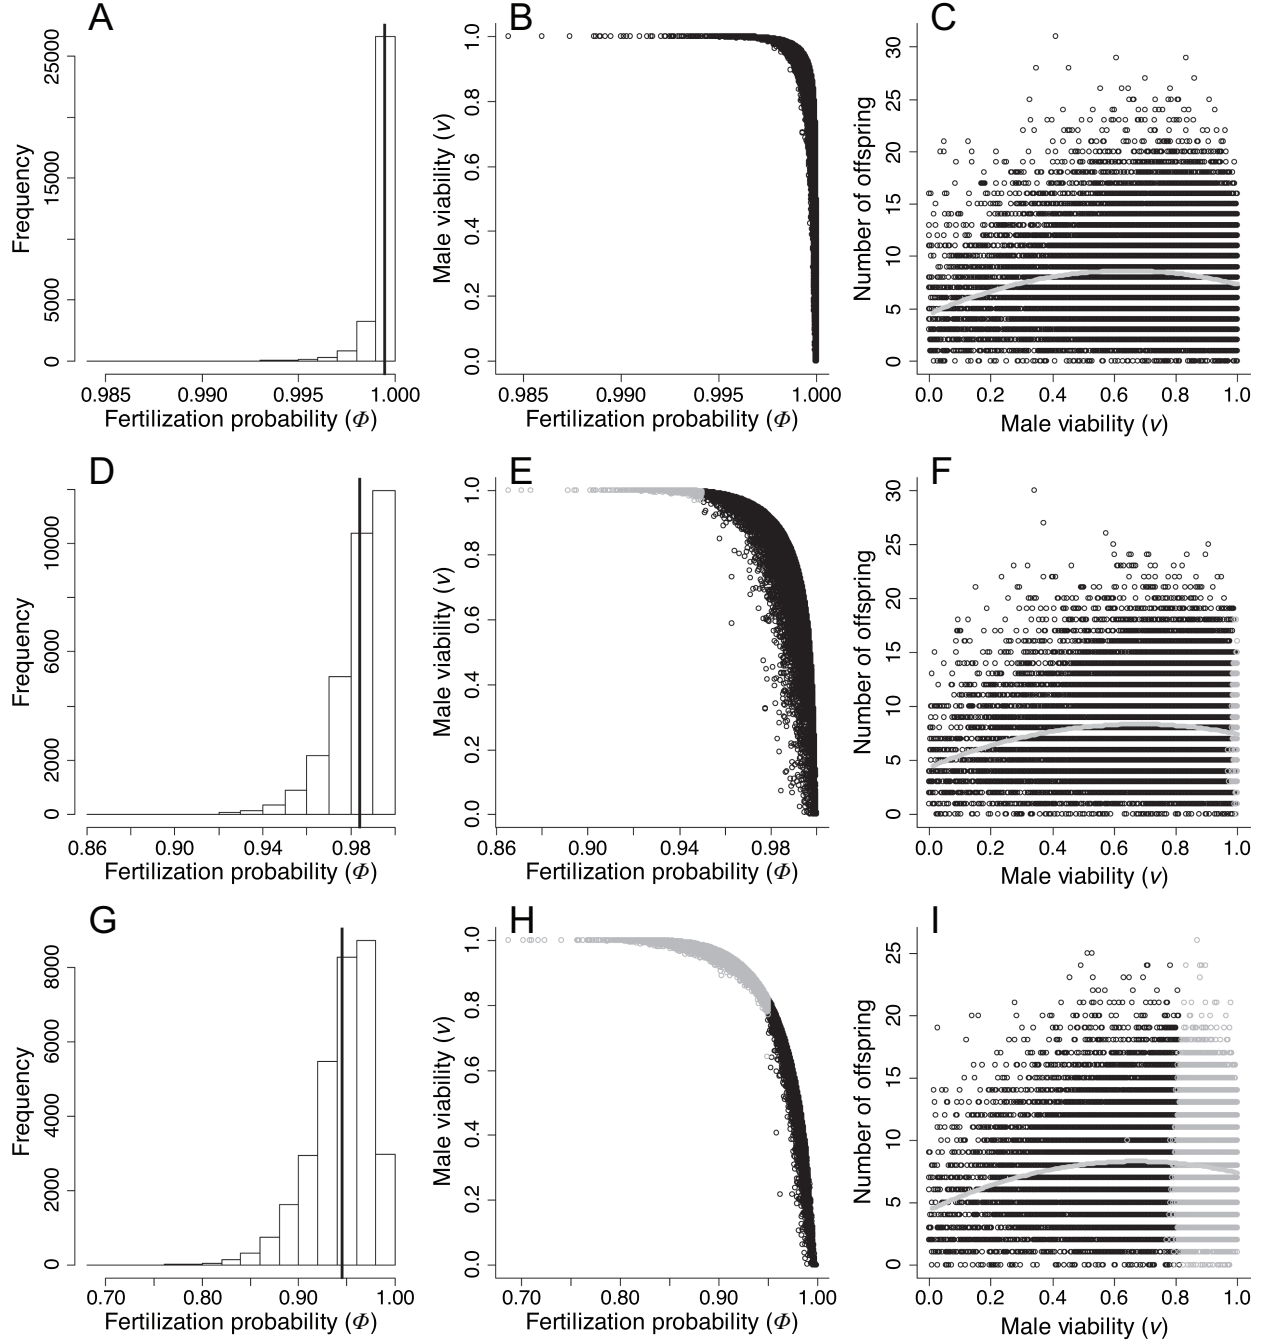 A
25000
15000
5000
0
Frequency
0.985 0.990 0.995 1.000
Fertilization probability (Φ)
B
1.0
0.8
0.6
0.4
0.2
0.0
Male viability (v)
0.985 0.990 0.995 1.000
Fertilization probability (Φ)
C
30
25
20
15
10
5
0
Number of offspring
0.0 0.2 0.4 0.6 0.8 1.0
Male viability (v)
D
10000
6000
2000
0
Frequency
0.86 0.90 0.94 0.98
Fertilization probability (Φ)
E
1.0
0.8
0.6
0.4
0.2
0.0
Male viability (v)
0.86 0.90 0.94 0.98
Fertilization probability (Φ)
F
30
25
20
15
10
5
0
Number of offspring
0.0 0.2 0.4 0.6 0.8 1.0
Male viability (v)
G
8000
6000
4000
2000
0
Frequency
0.70 0.80 0.90 1.00
Fertilization probability (Φ)
H
1.0
0.8
0.6
0.4
0.2
0.0
Male viability (v)
0.70 0.80 0.90 1.00
Fertilization probability (Φ)
I
25
20
15
10
5
0
Number of offspring
0.0 0.2 0.4 0.6 0.8 1.0
Male viability (v)